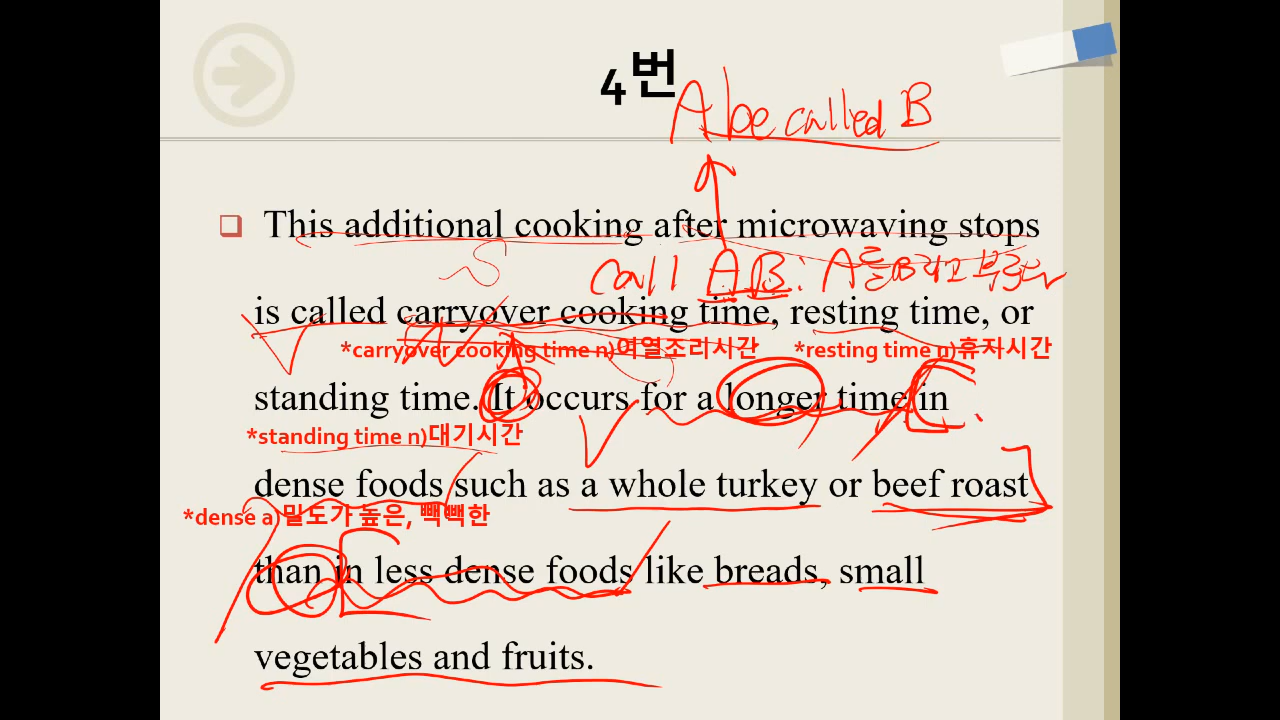 4번
A be called B
This additional cooking after microwaving stops
call A B: A를 B라고 부르다
is called carryover cooking time, resting time, or
*carryover cooking time n)여열조리시간 *resting time n)휴자시간
standing time. It occurs for a longer time in
*standing time n)대기시간
dense foods such as a whole turkey or beef roast
*dense a)밀도가 높은, 빽빽한
than in less dense foods like breads, small
vegetables and fruits.